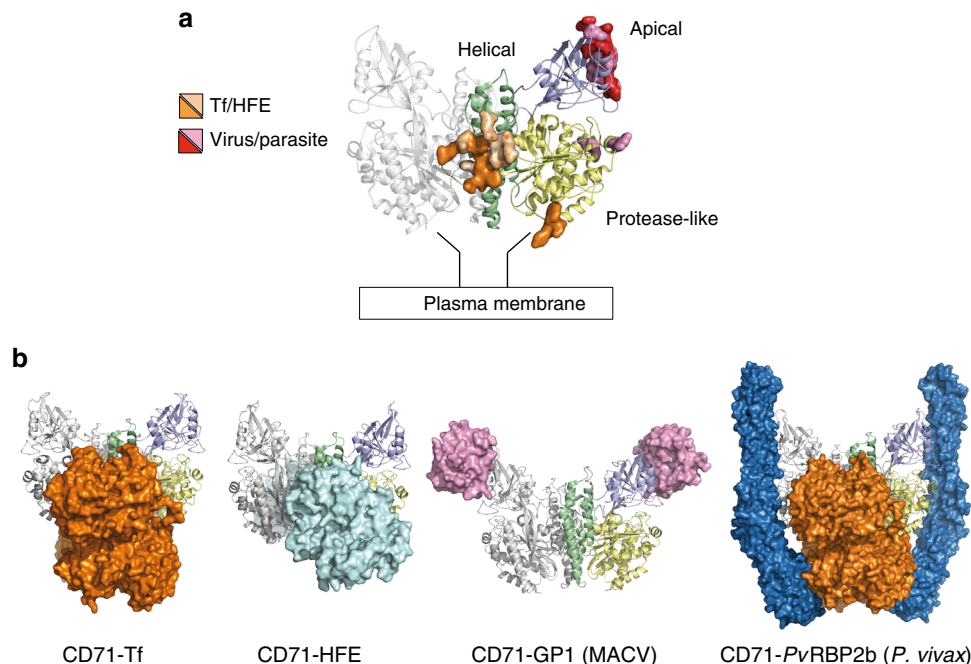 a
Helical
Apical
Tf/HFE
Virus/parasite
Protease-like
Plasma membrane
b
CD71-Tf
CD71-HFE
CD71-GP1 (MACV)
CD71-PvRBP2b (P. vivax)